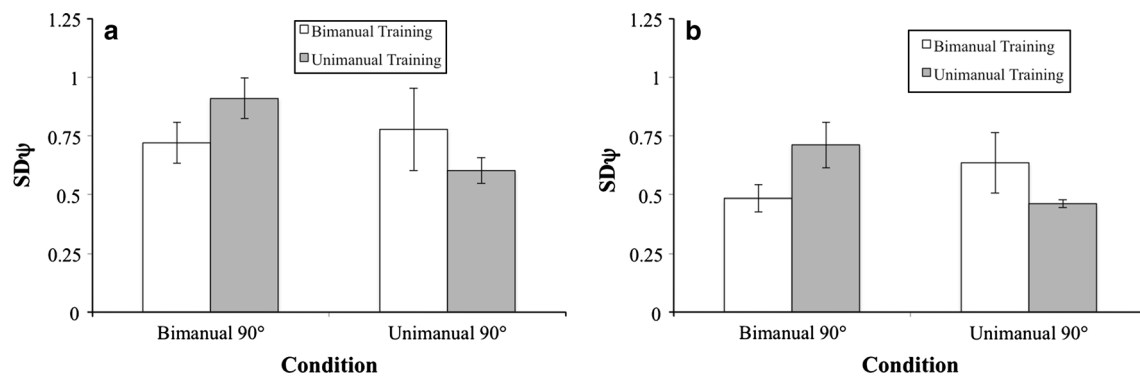 a
1.25
1
0.75
0.5
0.25
0
SDψ
Bimanual Training
Unimanual Training
Bimanual 90°
Unimanual 90°
Condition
b
1.25
1
0.75
0.5
0.25
0
SDψ
Bimanual Training
Unimanual Training
Bimanual 90°
Unimanual 90°
Condition